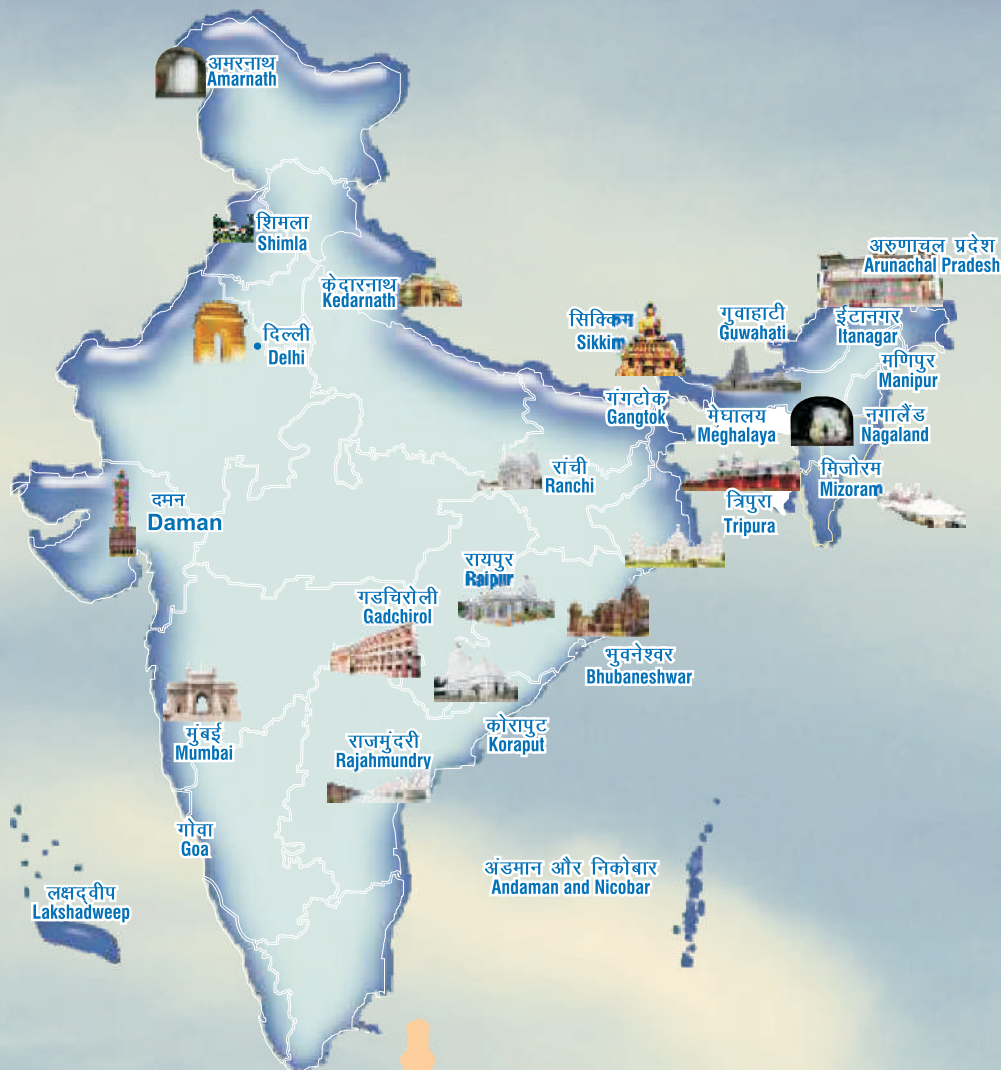 अमरनाथ
Amarnath
शिमला
Shimla
अरुणाचल प्रदेश
Arunachal Pradesh
केदारनाथ
Kedarnath
सिक्किम
Sikkim
गुवाहाटी
Guwahati
ईटानगर
Itanagar
दिल्ली
Delhi
मणिपुर
Manipur
गंगटोक
Gangtok
मेघालय
Meghalaya
नगालैंड
Nagaland
रांची
Ranchi
मिजोरम
Mizoram
दमन
Daman
त्रिपुरा
Tripura
रायपुर
Raipur
गडचिरोली
Gadchirol
भुवनेश्वर
Bhubaneshwar
कोरापुट
Koraput
मुंबई
Mumbai
राजमुंदरी
Rajahmundry
गोवा
Goa
अंडमान और निकोबार
Andaman and Nicobar
लक्षद्वीप
Lakshadweep